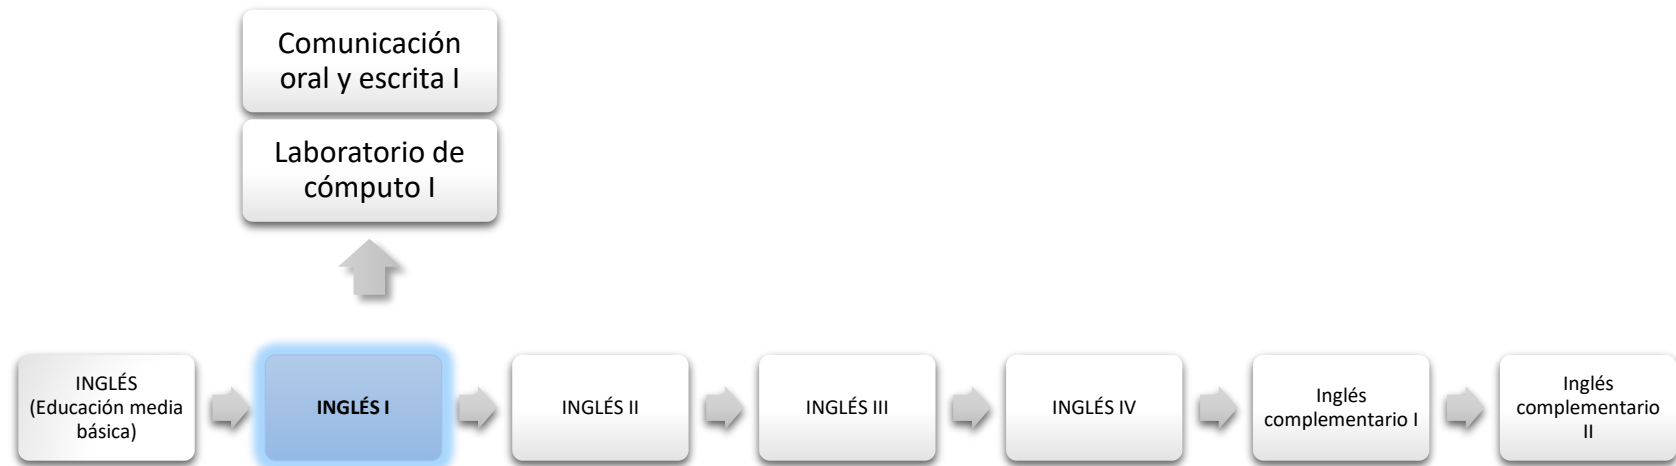 Comunicación
oral y escrita I
Laboratorio de
cómputo I
INGLÉS
(Educación media
básica)
INGLÉS I
INGLÉS II
INGLÉS III
INGLÉS IV
Inglés
complementario I
Inglés
complementario
II